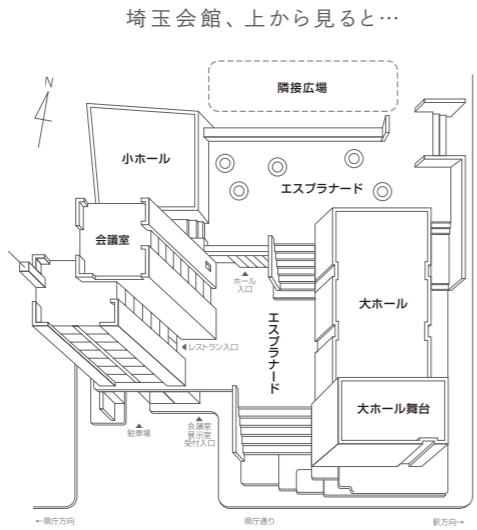 埼玉会館、上から見ると…
N
隣接広場
小ホール
エスプラナード
会議室
▲
ホール
入口
大ホール
エスプラナード
◀レストラン入口
大ホール舞台
▲
駐車場
▲
会議室
展示室
受付入口
←県庁方向
県庁通り
駅方向→